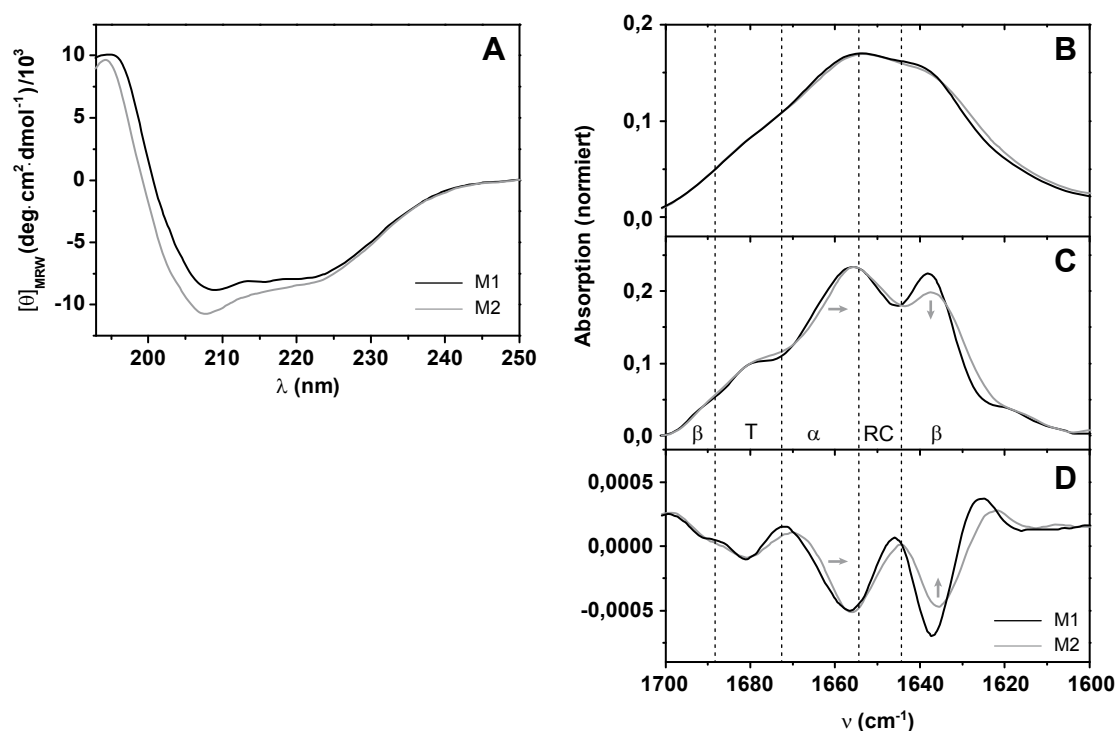 A
[θ]MRW (deg·cm2·dmol-1)/103
10
5
0
-5
-10
M1
M2
200
210
220
230
240
250
λ (nm)
B
Absorption (normiert)
0,2
0,1
0,0
C
0,2
0,1
0,0
β
T
α
RC
β
D
0,0005
0,0000
-0,0005
M1
M2
1700
1680
1660
1640
1620
1600
ν (cm-1)